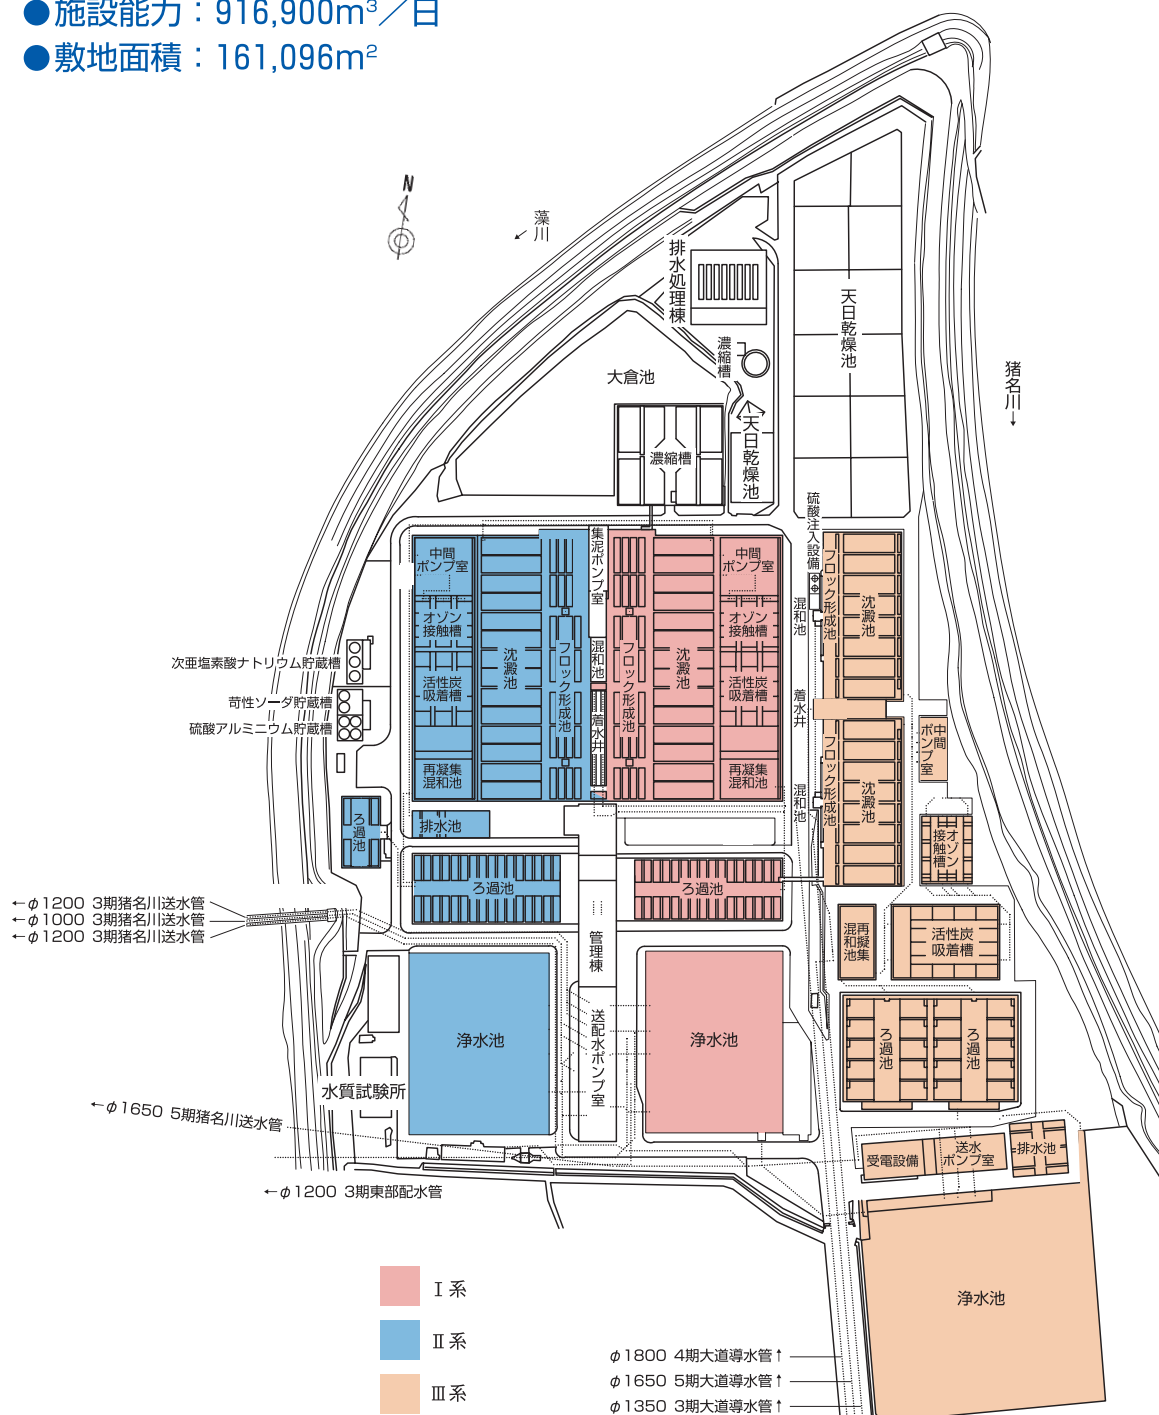 ●施設能力：916,900m³／日
●敷地面積：161,096m²
N
藻川
排水処理棟
濃縮槽
天日乾燥池
大倉池
猪名川
天日乾燥池
濃縮槽
硫酸注入設備
集泥ポンプ室
中間
ポンプ室
オゾン
接触槽
活性炭
吸着槽
再凝集
混和池
沈澱池
フロック形成池
混和池
着水井
フロック形成池
沈澱池
中間
ポンプ室
オゾン
接触槽
活性炭
吸着槽
再凝集
混和池
混和池
着水井
混和池
フロック形成池
沈澱池
フロック形成池
沈澱池
中間
ポンプ室
オゾン
接触槽
次亜塩素酸ナトリウム貯蔵槽
苛性ソーダ貯蔵槽
硫酸アルミニウム貯蔵槽
ろ過池
排水池
ろ過池
ろ過池
←φ1200 3期猪名川送水管
←φ1000 3期猪名川送水管
←φ1200 3期猪名川送水管
管理棟
再凝集
混和池
活性炭
吸着槽
浄水池
送配水ポンプ室
浄水池
ろ過池
ろ過池
水質試験所
←φ1650 5期猪名川送水管
受電設備
送水
ポンプ室
排水池
←φ1200 3期東部配水管
浄水池
Ⅰ系
Ⅱ系
Ⅲ系
φ1800 4期大道導水管↑
φ1650 5期大道導水管↑
φ1350 3期大道導水管↑